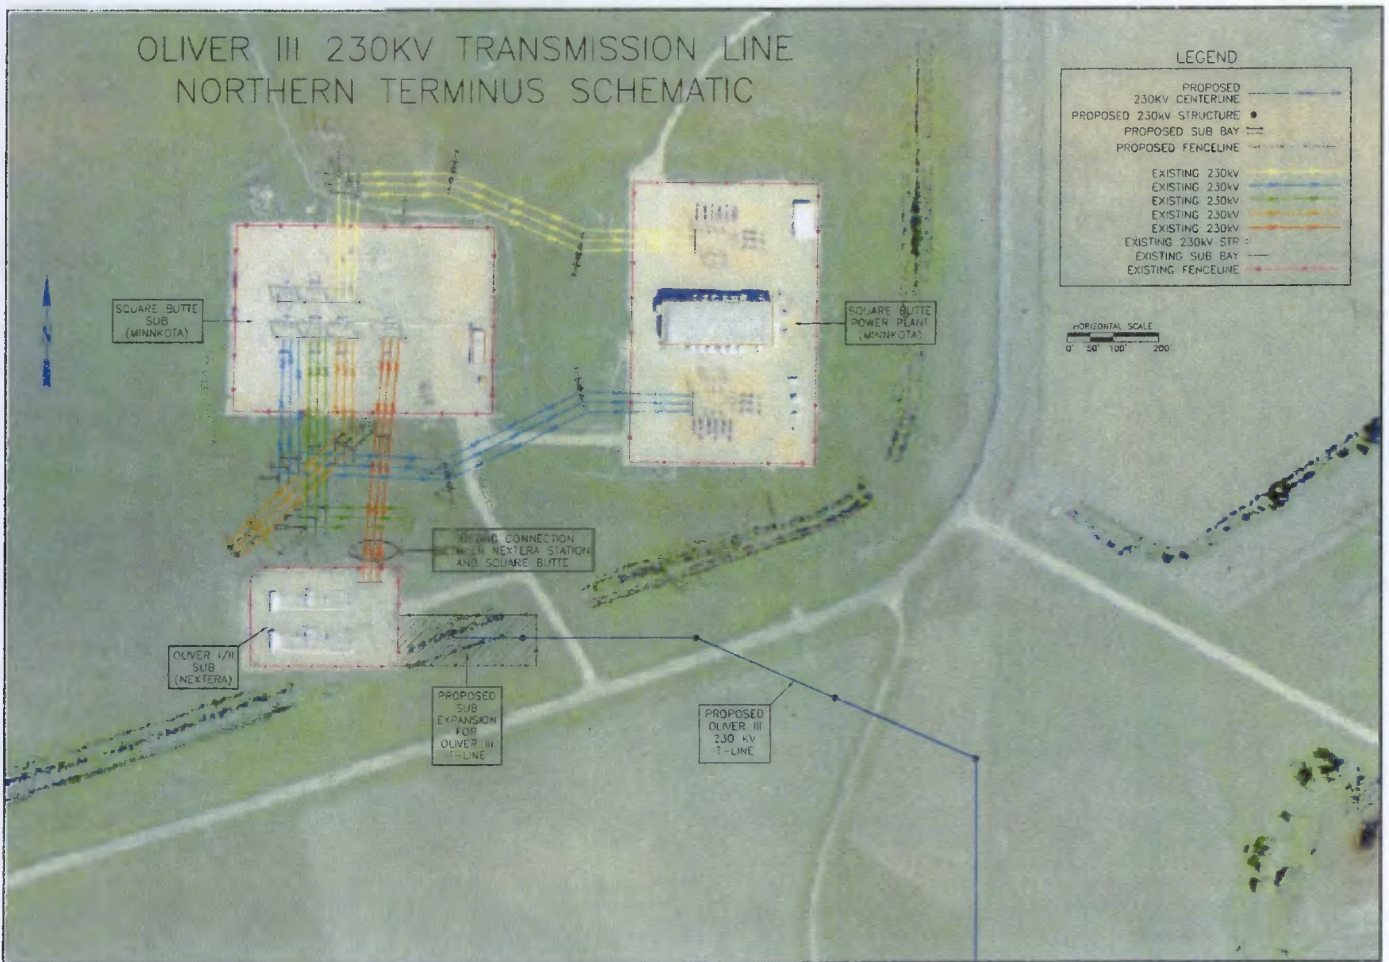 OLIVER III 230KV TRANSMISSION LINE
NORTHERN TERMINUS SCHEMATIC
LEGEND
PROPOSED
230KV CENTERLINE
PROPOSED 230kV STRUCTURE
PROPOSED SUB BAY
PROPOSED FENCELINE
EXISTING 230kV
EXISTING 230kV
EXISTING 230kV
EXISTING 230kV
EXISTING 230kV
EXISTING 230kV STR
EXISTING SUB BAY
EXISTING FENCELINE
HORIZONTAL SCALE
0' 50' 100' 200'
SQUARE BUTTE
SUB
(MINNKOTA)
SQUARE BUTTE
POWER PLANT
(MINNKOTA)
CONNECTION
BETWEEN NEXTERA STATION
AND SQUARE BUTTE
OLIVER I/II
SUB
(NEXTERA)
PROPOSED
SUB
EXPANSION
FOR
OLIVER III
T-LINE
PROPOSED
OLIVER III
230 KV
T-LINE